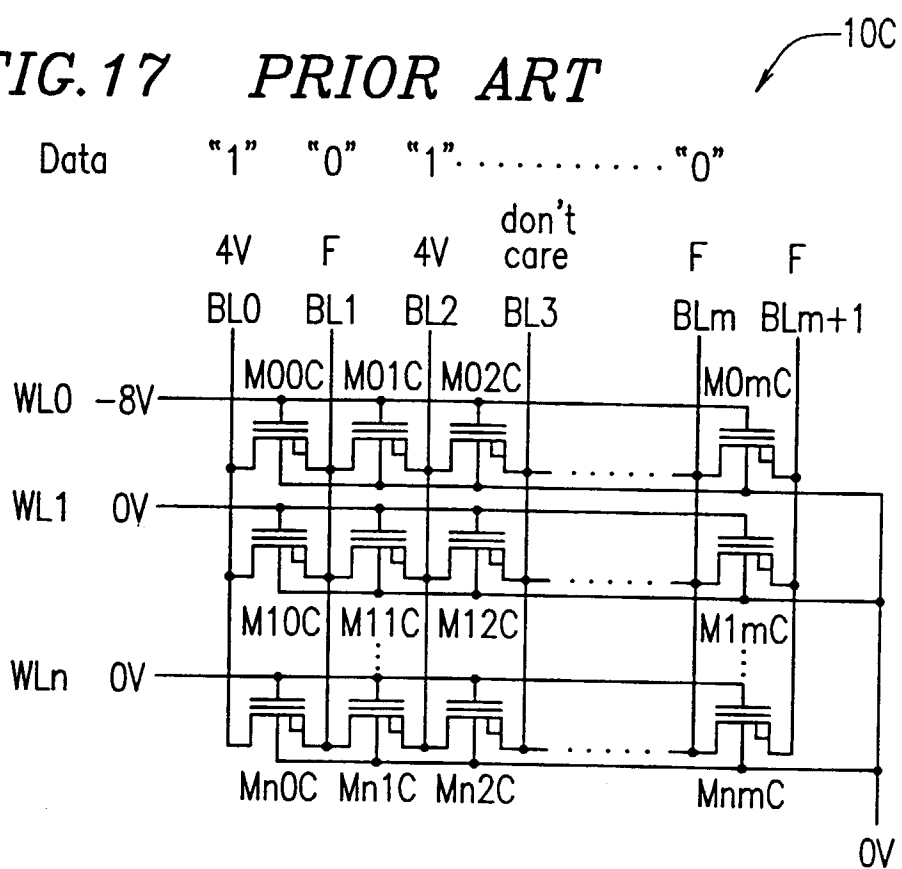 10C
FIG.17 PRIOR ART
Data "1" "0" "1" ............ "0"
4V F 4V don't care F F
BL0 BL1 BL2 BL3 BLm BLm+1
M00C M01C M02C M0mC
WL0 -8V
WL1 0V
M10C M11C M12C M1mC
WLn 0V
Mn0C Mn1C Mn2C MnmC
0V